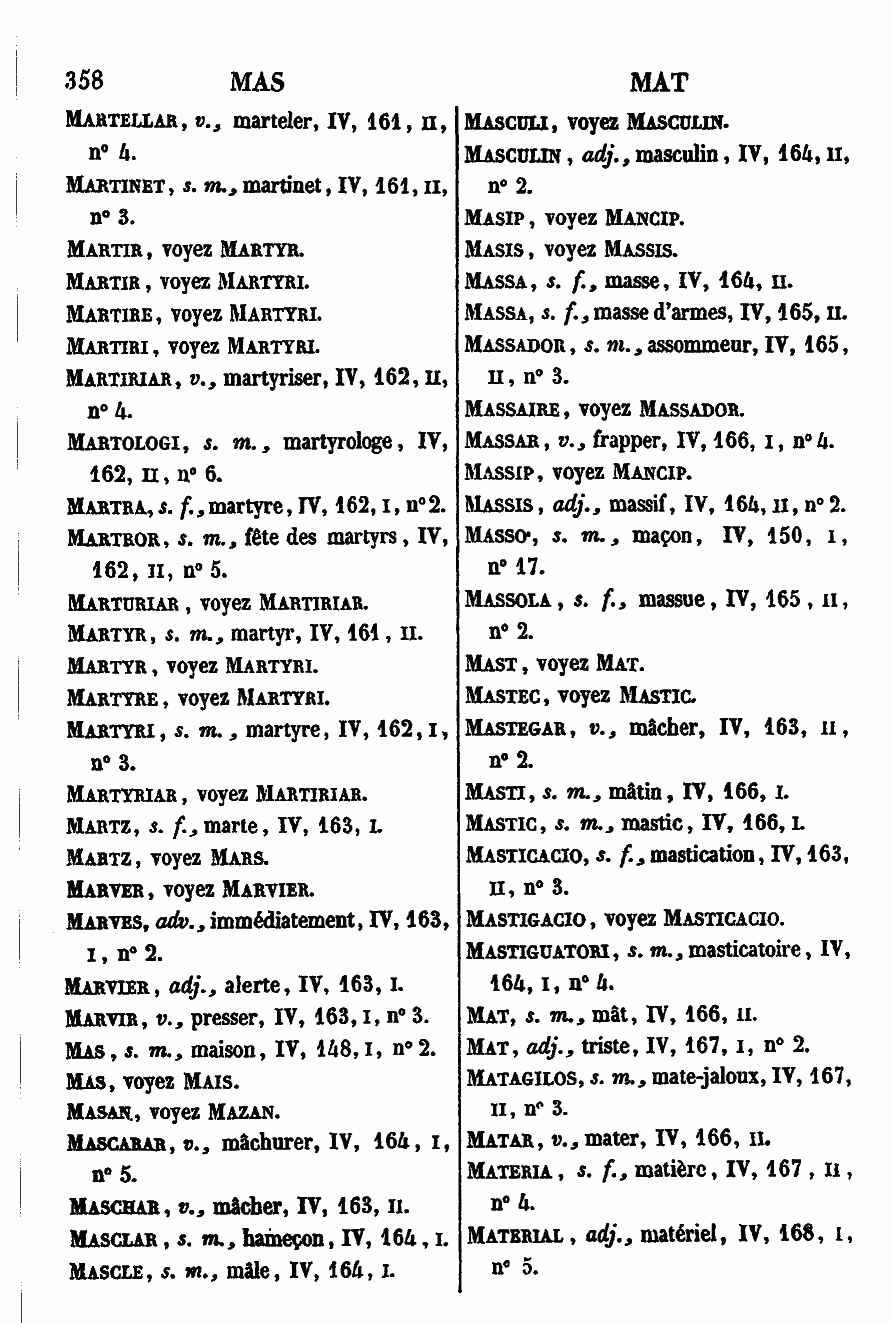 358 MAS MAT
MARTELLAR, v., marteler, IV, 161, II,
n° 4.
MARTINET, s. m., martinet, IV, 161, II,
n° 3.
MARTIR, voyez MARTYR.
MARTIR, voyez MARTYRI.
MARTIRE, voyez MARTYRI.
MARTIRI, voyez MARTYRI.
MARTIRIAR, v., martyriser, IV, 162, II,
n° 4.
MARTOLOGI, s. m., martyrologe, IV,
162, II, n° 6.
MARTRA, s. f., martyre, IV, 162, I, n° 2.
MARTROR, s. m., fête des martyrs, IV,
162, II, n° 5.
MARTURIAR, voyez MARTIRIAR.
MARTYR, s. m., martyr, IV, 161, II.
MARTYR, voyez MARTYRI.
MARTYRE, voyez MARTYRI.
MARTYRI, s. m., martyre, IV, 162, I,
n° 3.
MARTYRIAR, voyez MARTIRIAR.
MARTZ, s. f., marte, IV, 163, I.
MARTZ, voyez MARS.
MARVER, voyez MARVIER.
MARVES, adv., immédiatement, IV, 163,
I, n° 2.
MARVIER, adj., alerte, IV, 163, I.
MARVIR, v., presser, IV, 163, I, n° 3.
MAS, s. m., maison, IV, 148, I, n° 2.
MAS, voyez MAIS.
MASAN, voyez MAZAN.
MASCARAR, v., mâchurer, IV, 164, I,
n° 5.
MASCHAR, v., mâcher, IV, 163, II.
MASCLAR, s. m., hameçon, IV, 164, I.
MASCLE, s. m., mâle, IV, 164, I.
MASCULI, voyez MASCULIN.
MASCULIN, adj., masculin, IV, 164, II,
n° 2.
MASIP, voyez MANCIP.
MASIS, voyez MASSIS.
MASSA, s. f., masse, IV, 164, II.
MASSA, s. f., masse d'armes, IV, 165, II.
MASSADOR, s. m., assommeur, IV, 165,
II, n° 3.
MASSAIRE, voyez MASSADOR.
MASSAR, v., frapper, IV, 166, I, n° 4.
MASSIP, voyez MANCIP.
MASSIS, adj., massif, IV, 164, II, n° 2.
MASSO, s. m., maçon, IV, 150, I,
n° 17.
MASSOLA, s. f., massue, IV, 165, II,
n° 2.
MAST, voyez MAT.
MASTEC, voyez MASTIC.
MASTEGAR, v., mâcher, IV, 163, II,
n° 2.
MASTI, s. m., mâtin, IV, 166, I.
MASTIC, s. m., mastic, IV, 166, I.
MASTICACIO, s. f., mastication, IV, 163,
II, n° 3.
MASTIGACIO, voyez MASTICACIO.
MASTIGUATORI, s. m., masticatoire, IV,
164, I, n° 4.
MAT, s. m., mât, IV, 166, II.
MAT, adj., triste, IV, 167, I, n° 2.
MATAGILOS, s. m., mate-jaloux, IV, 167,
II, n° 3.
MATAR, v., mater, IV, 166, II.
MATERIA, s. f., matière, IV, 167, II,
n° 4.
MATERIAL, adj., matériel, IV, 168, I,
n° 5.